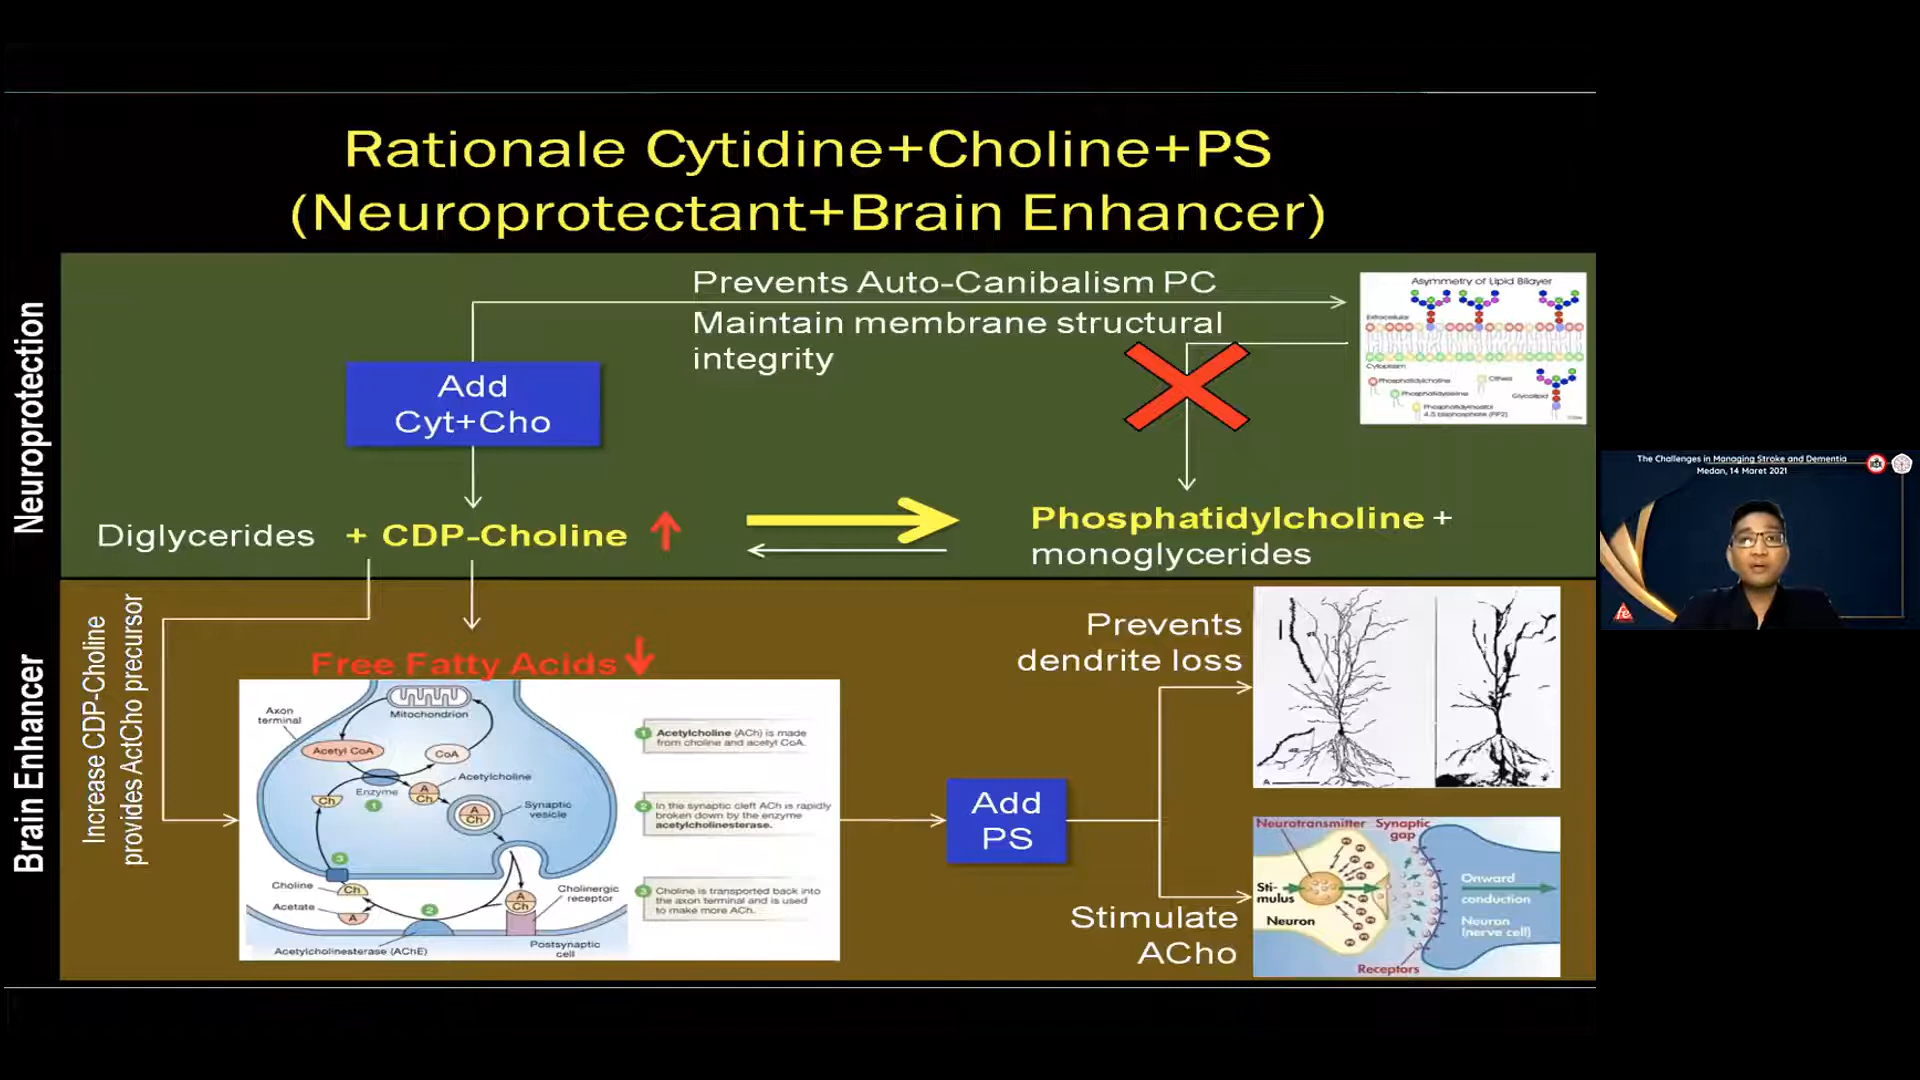 Rationale Cytidine+Choline+PS
(Neuroprotectant+Brain Enhancer)
Neuroprotection
Prevents Auto-Canibalism PC
Maintain membrane structural
integrity
Add
Cyt+Cho
Diglycerides + CDP-Choline
Phosphatidylcholine +
monoglycerides
Asymmetry of Lipid Bilayer
Extracellular
Cytoplasm
Phosphatidylcholine
Others
Glycolipid
Phosphatidylinositol
4,5 bisphosphate (PIP2)
Brain Enhancer
Increase CDP-Choline
provides ActCho precursor
Free Fatty Acids
Axon
terminal
Mitochondrion
Acetyl CoA
CoA
Acetylcholine
Enzyme
1
Ch
A
Ch
A
Ch
Synaptic
vesicle
3
Choline
Ch
Acetate
A
2
A
Ch
Cholinergic
receptor
Acetylcholinesterase (AChE)
Postsynaptic
cell
1 Acetylcholine (ACh) is made
from choline and acetyl CoA.
2 In the synaptic cleft ACh is rapidly
broken down by the enzyme
acetylcholinesterase.
3 Choline is transported back into
the axon terminal and is used
to make more ACh.
Add
PS
Prevents
dendrite loss
A
Stimulate
ACho
Neurotransmitter
Synaptic
gap
Sti-
mulus
Neuron
Onward
conduction
Neuron
(nerve cell)
Receptors
The Challenges in Managing Stroke and Dementia
Medan, 14 Maret 2021
fe